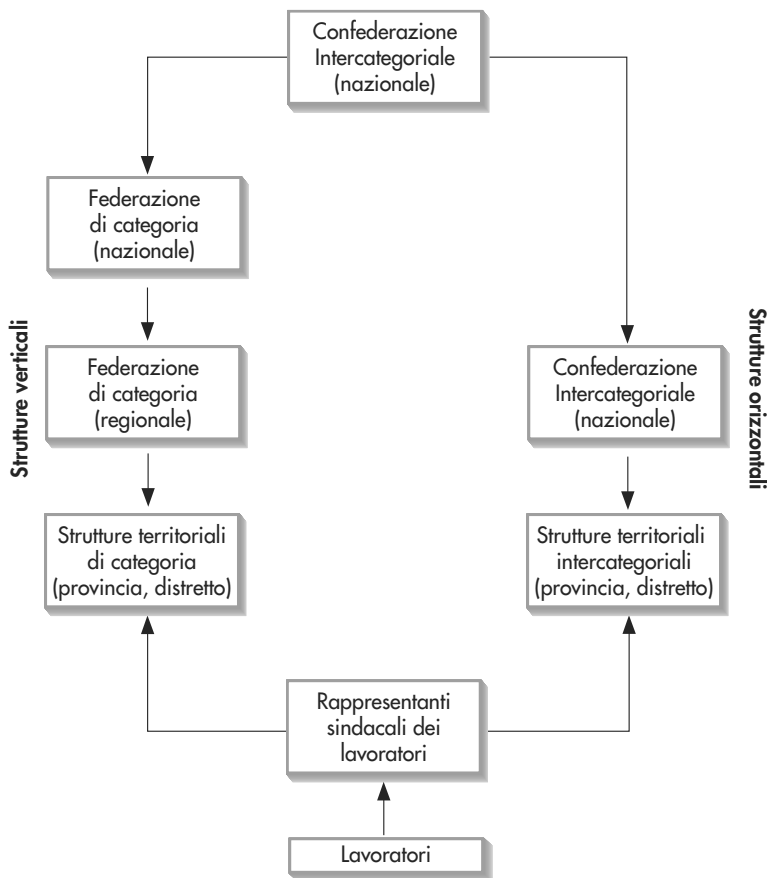 Confederazione
Intercategoriale
(nazionale)
Federazione
di categoria
(nazionale)
Strutture verticali
Federazione
di categoria
(regionale)
Confederazione
Intercategoriale
(nazionale)
Strutture orizzontali
Strutture territoriali
di categoria
(provincia, distretto)
Strutture territoriali
intercategoriali
(provincia, distretto)
Rappresentanti
sindacali dei
lavoratori
Lavoratori